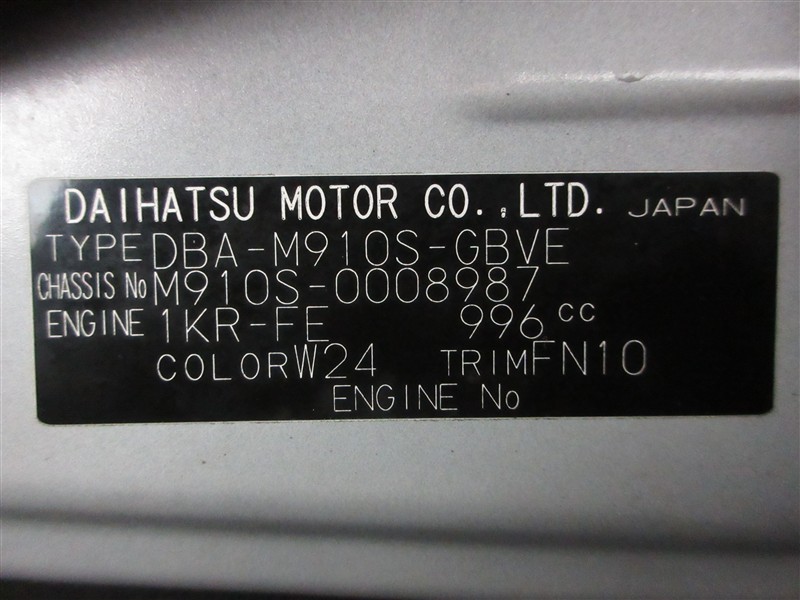 DAIHATSU MOTOR CO.,LTD. JAPAN
TYPE DBA-M910S-GBVE
CHASSIS No M910S-0008987
ENGINE 1KR-FE 996 cc
COLOR W24 TRIM FN10
ENGINE No